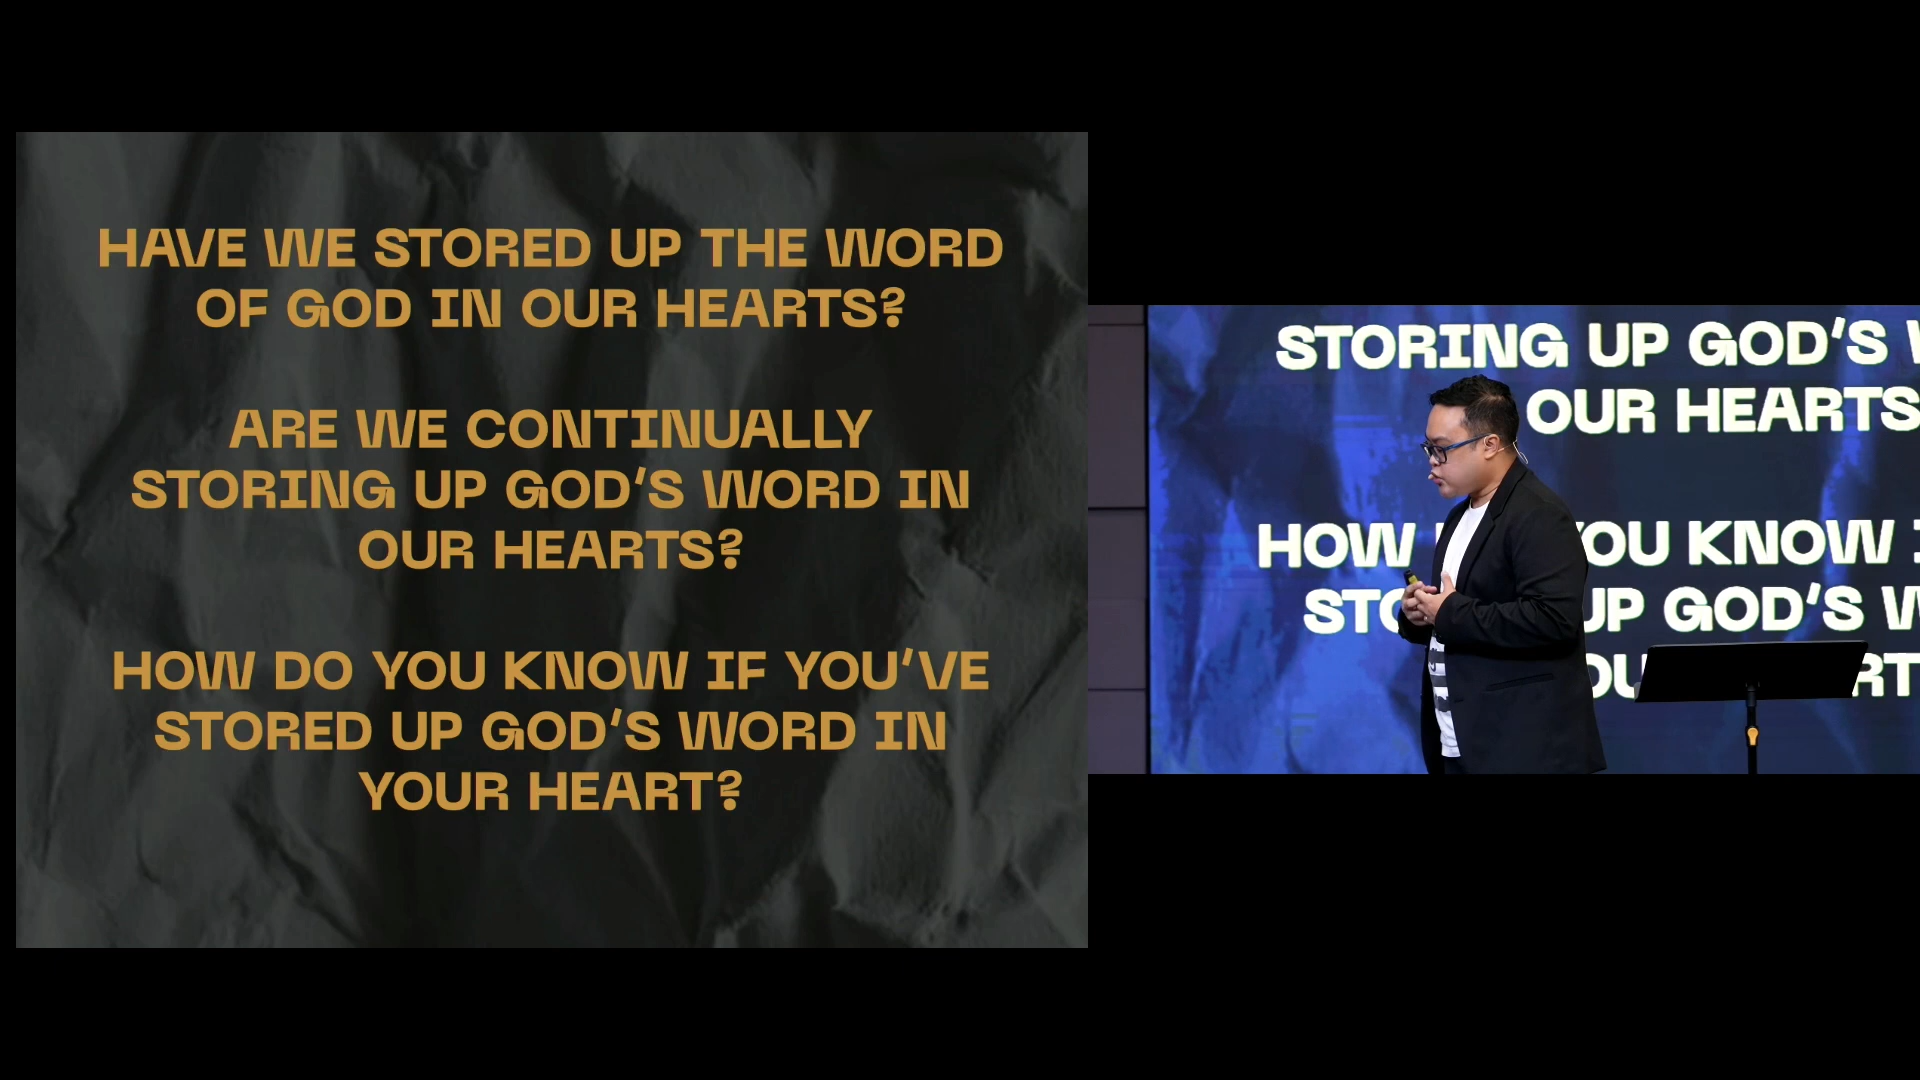 HAVE WE STORED UP THE WORD
OF GOD IN OUR HEARTS?
ARE WE CONTINUALLY
STORING UP GOD'S WORD IN
OUR HEARTS?
HOW DO YOU KNOW IF YOU'VE
STORED UP GOD'S WORD IN
YOUR HEART?
STORING UP GOD'S
OUR HEARTS
HOW KNOW
UP GOD'S